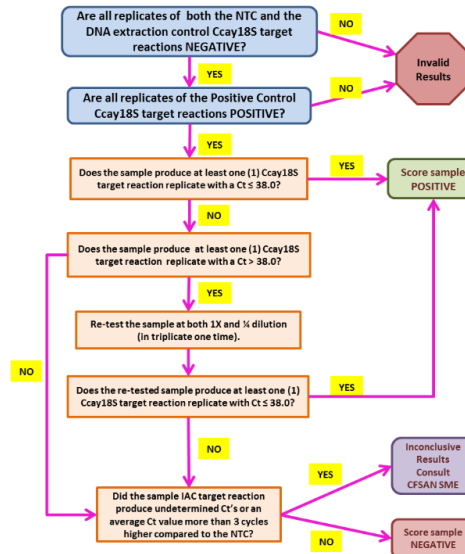 Are all replicates of both the NTC and the
DNA extraction control Ccay18S target
reactions NEGATIVE?
NO
Invalid
Results
YES
Are all replicates of the Positive Control
Ccay18S target reactions POSITIVE?
NO
YES
Does the sample produce at least one (1) Ccay18S
target reaction replicate with a Ct ≤ 38.0?
YES
Score sample
POSITIVE
NO
Does the sample produce at least one (1) Ccay18S
target reaction replicate with a Ct > 38.0?
YES
Re-test the sample at both 1X and ¼ dilution
(in triplicate one time).
NO
Does the re-tested sample produce at least one (1)
Ccay18S target reaction replicate with Ct ≤ 38.0?
YES
NO
Did the sample IAC target reaction
produce undetermined Ct's or an
average Ct value more than 3 cycles
higher compared to the NTC?
YES
Inconclusive
Results
Consult
CFSAN SME
NO
Score sample
NEGATIVE